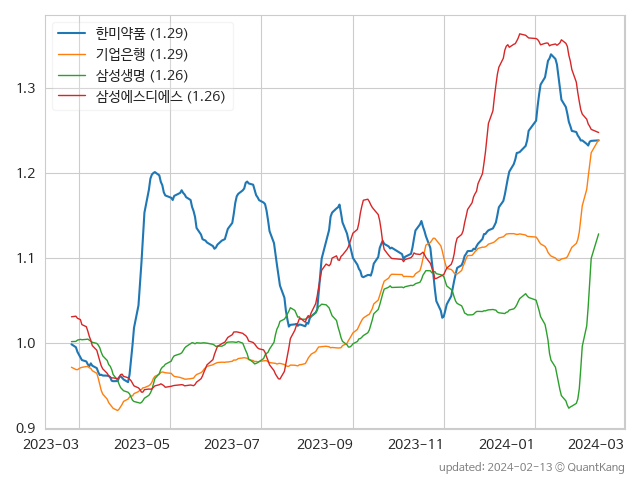 한미약품 (1.29)
기업은행 (1.29)
삼성생명 (1.26)
삼성에스디에스 (1.26)
1.3
1.2
1.1
1.0
0.9
2023-03 2023-05 2023-07 2023-09 2023-11 2024-01 2024-03
updated: 2024-02-13 © QuantKang